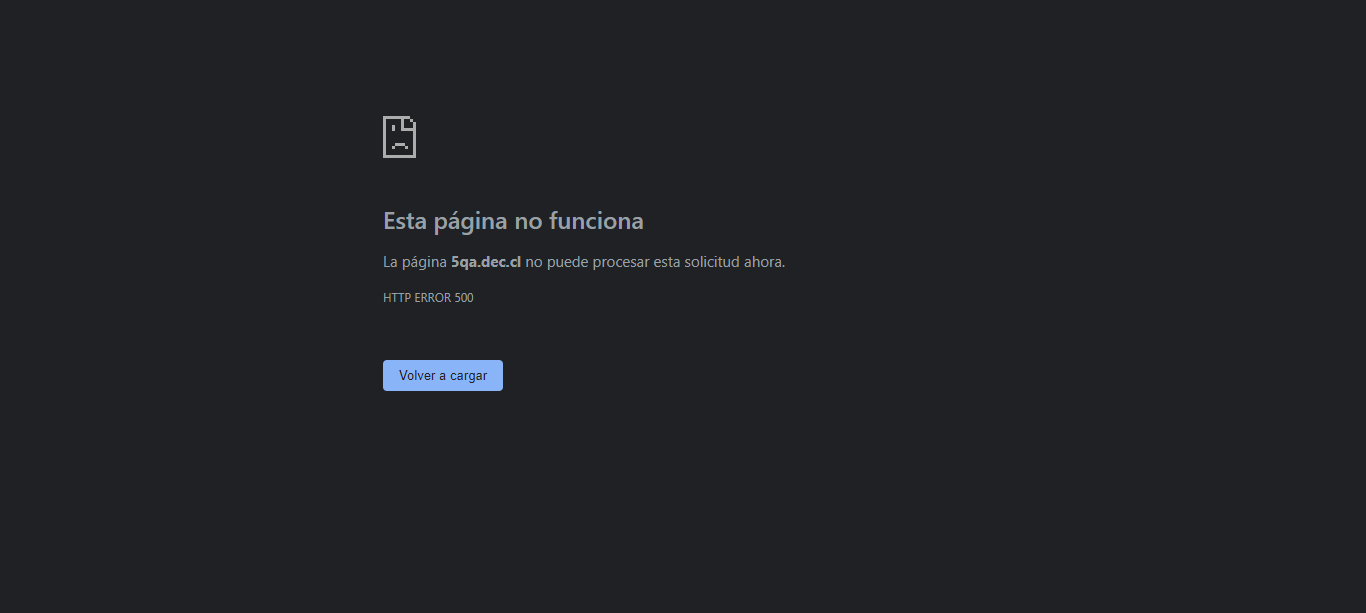 Esta página no funciona
La página 5qa.dec.cl no puede procesar esta solicitud ahora.
HTTP ERROR 500
Volver a cargar